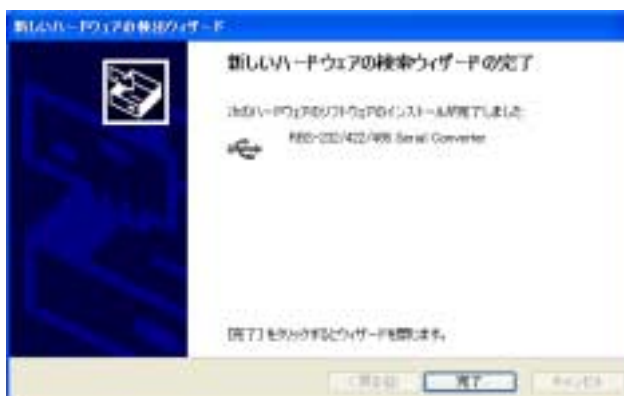 新しいハードウェアの検出ウィザード
新しいハードウェアの検索ウィザードの完了
次のハードウェアのソフトウェアのインストールが完了しました
Serial Converter
[完了] をクリックするとウィザードを閉じます。
< 戻る(B)
完了
キャンセル